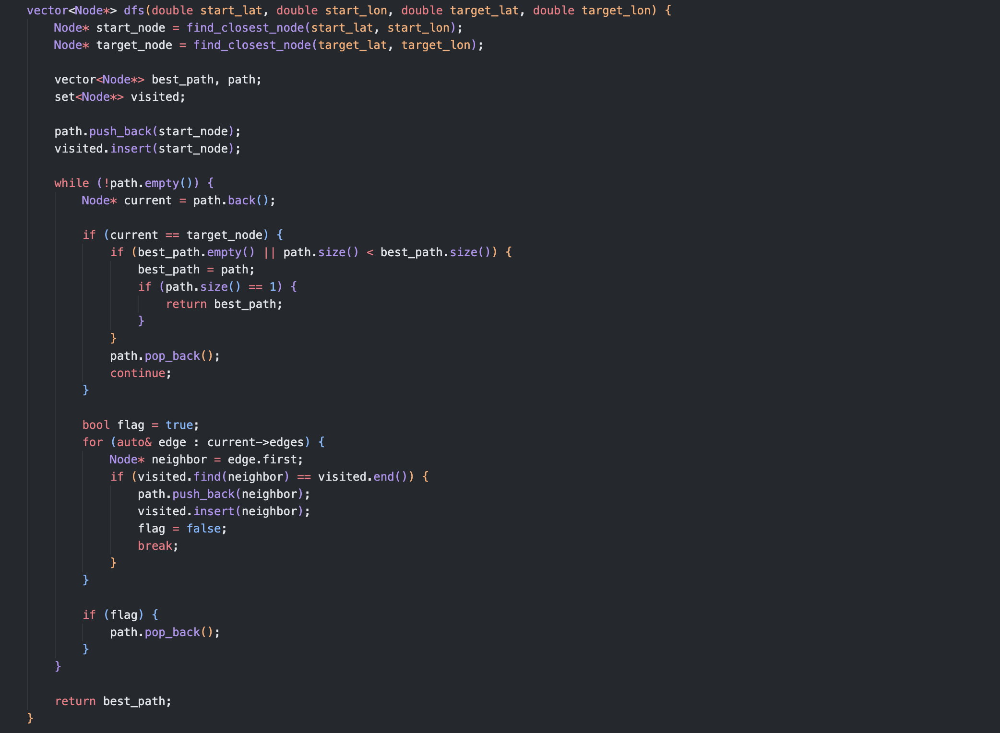 vector<Node*> dfs(double start_lat, double start_lon, double target_lat, double target_lon) {
Node* start_node = find_closest_node(start_lat, start_lon);
Node* target_node = find_closest_node(target_lat, target_lon);
vector<Node*> best_path, path;
set<Node*> visited;
path.push_back(start_node);
visited.insert(start_node);
while (!path.empty()) {
Node* current = path.back();
if (current == target_node) {
if (best_path.empty() || path.size() < best_path.size()) {
best_path = path;
if (path.size() == 1) {
return best_path;
}
}
path.pop_back();
continue;
}
bool flag = true;
for (auto& edge : current->edges) {
Node* neighbor = edge.first;
if (visited.find(neighbor) == visited.end()) {
path.push_back(neighbor);
visited.insert(neighbor);
flag = false;
break;
}
}
if (flag) {
path.pop_back();
}
}
return best_path;
}